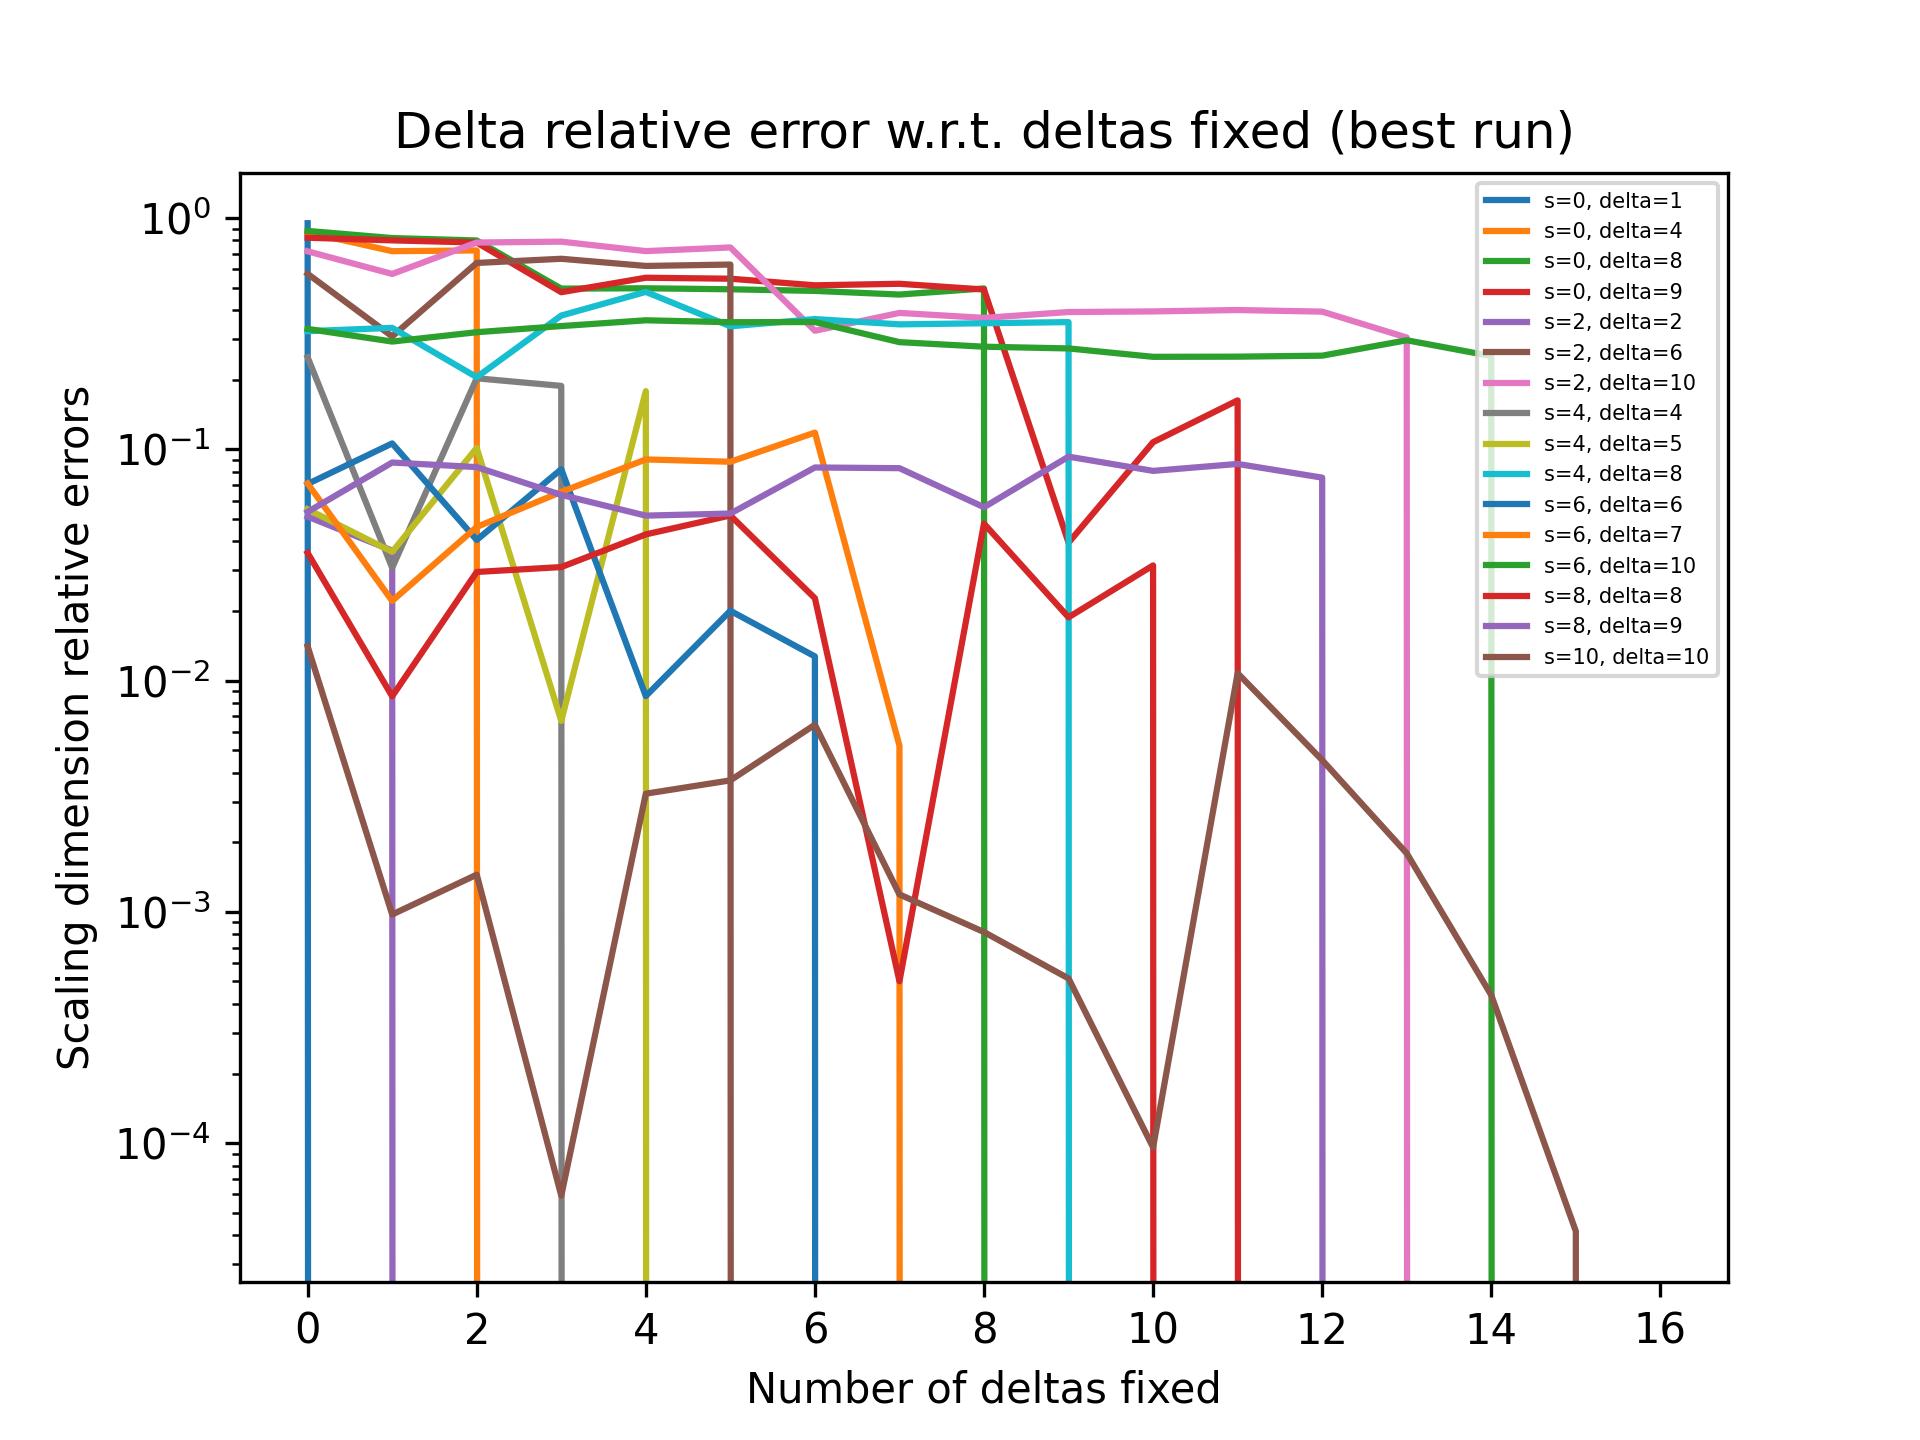 Delta relative error w.r.t. deltas fixed (best run)
Scaling dimension relative errors
10⁰
10⁻¹
10⁻²
10⁻³
10⁻⁴
s=0, delta=1
s=0, delta=4
s=0, delta=8
s=0, delta=9
s=2, delta=2
s=2, delta=6
s=2, delta=10
s=4, delta=4
s=4, delta=5
s=4, delta=8
s=6, delta=6
s=6, delta=7
s=6, delta=10
s=8, delta=8
s=8, delta=9
s=10, delta=10
0 2 4 6 8 10 12 14 16
Number of deltas fixed